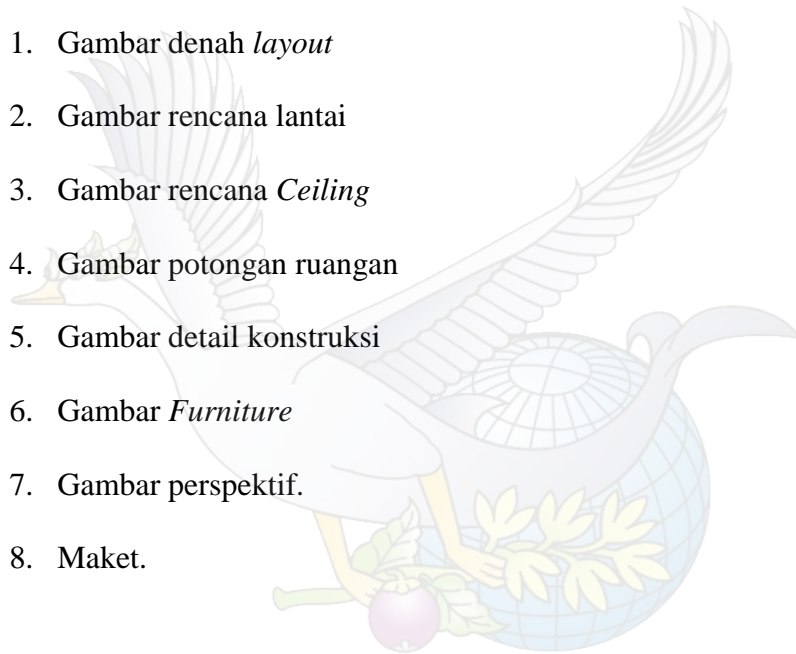 1. Gambar denah layout
2. Gambar rencana lantai
3. Gambar rencana Ceiling
4. Gambar potongan ruangan
5. Gambar detail konstruksi
6. Gambar Furniture
7. Gambar perspektif.
8. Maket.